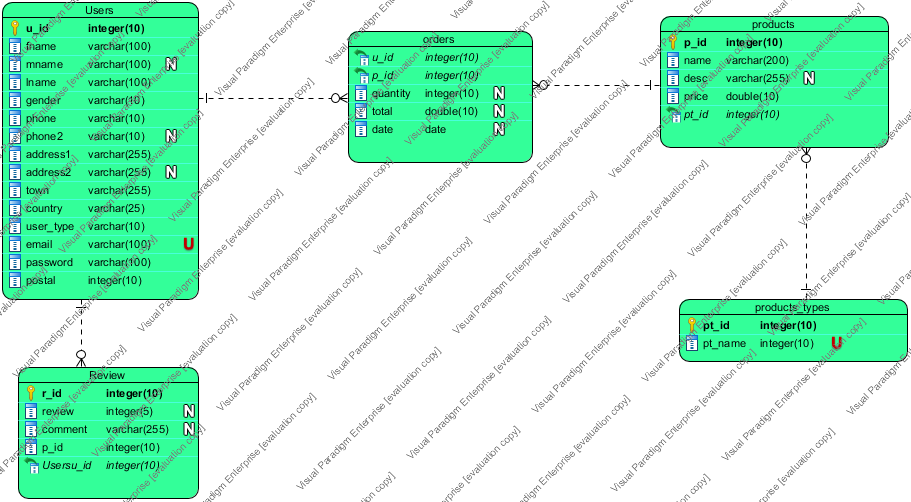 Users
u_id integer(10)
fname varchar(100)
mname varchar(100) N
lname varchar(100)
gender varchar(10)
phone varchar(10)
phone2 varchar(10) N
address1 varchar(255)
address2 varchar(255) N
town varchar(255)
country varchar(25)
user_type varchar(10)
email varchar(100) U
password varchar(100)
postal integer(10)
orders
u_id integer(10)
p_id integer(10)
quantity integer(10) N
total double(10) N
date date N
products
p_id integer(10)
name varchar(200)
desc varchar(255) N
price double(10)
pt_id integer(10)
products_types
pt_id integer(10)
pt_name integer(10) U
Review
r_id integer(10)
review integer(5) N
comment varchar(255) N
p_id integer(10)
Usersu_id integer(10)
Visual Paradigm Enterprise [evaluation copy]